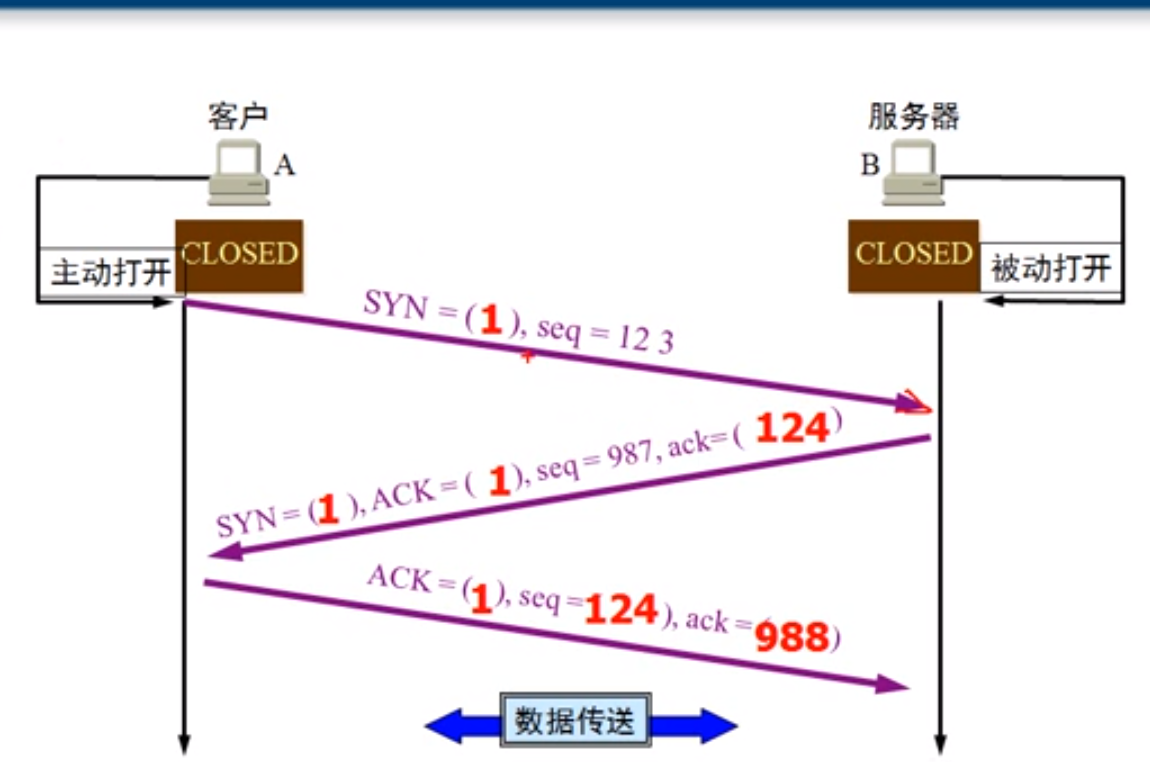 客户
服务器
A
B
CLOSED
CLOSED
主动打开
被动打开
SYN = (1), seq = 12 3
SYN = (1), ACK = ( 1), seq = 987, ack= ( 124)
ACK = (1), seq =124), ack =988)
数据传送